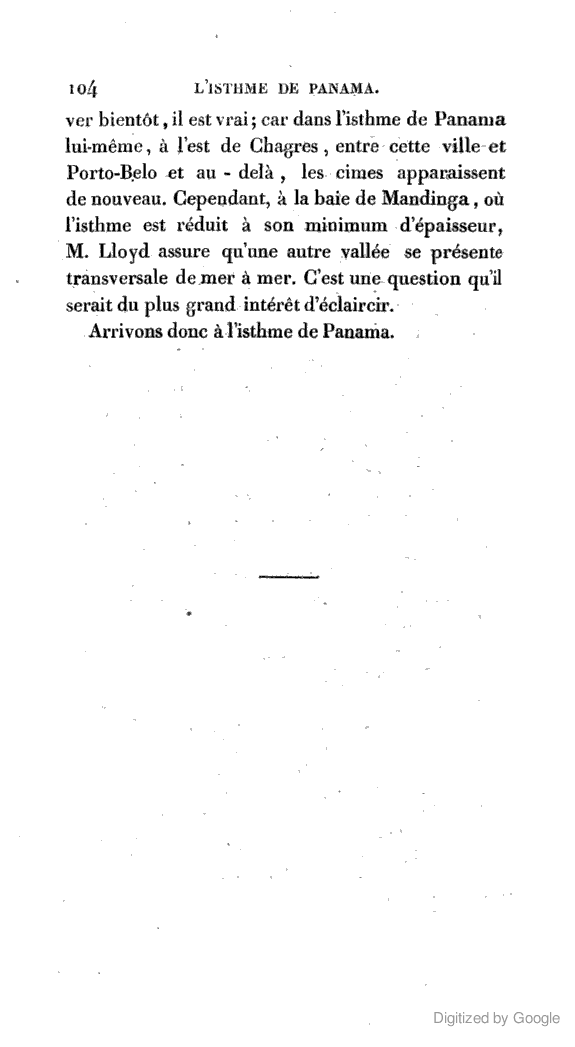 104 L'ISTHME DE PANAMA.
ver bientôt, il est vrai; car dans l'isthme de Panama
lui-même, à l'est de Chagres, entre cette ville et
Porto-Belo et au-delà, les cimes apparaissent
de nouveau. Cependant, à la baie de Mandinga, où
l'isthme est réduit à son minimum d'épaisseur,
M. Lloyd assure qu'une autre vallée se présente
transversale de mer à mer. C'est une question qu'il
serait du plus grand intérêt d'éclaircir.
Arrivons donc à l'isthme de Panama.
Digitized by Google